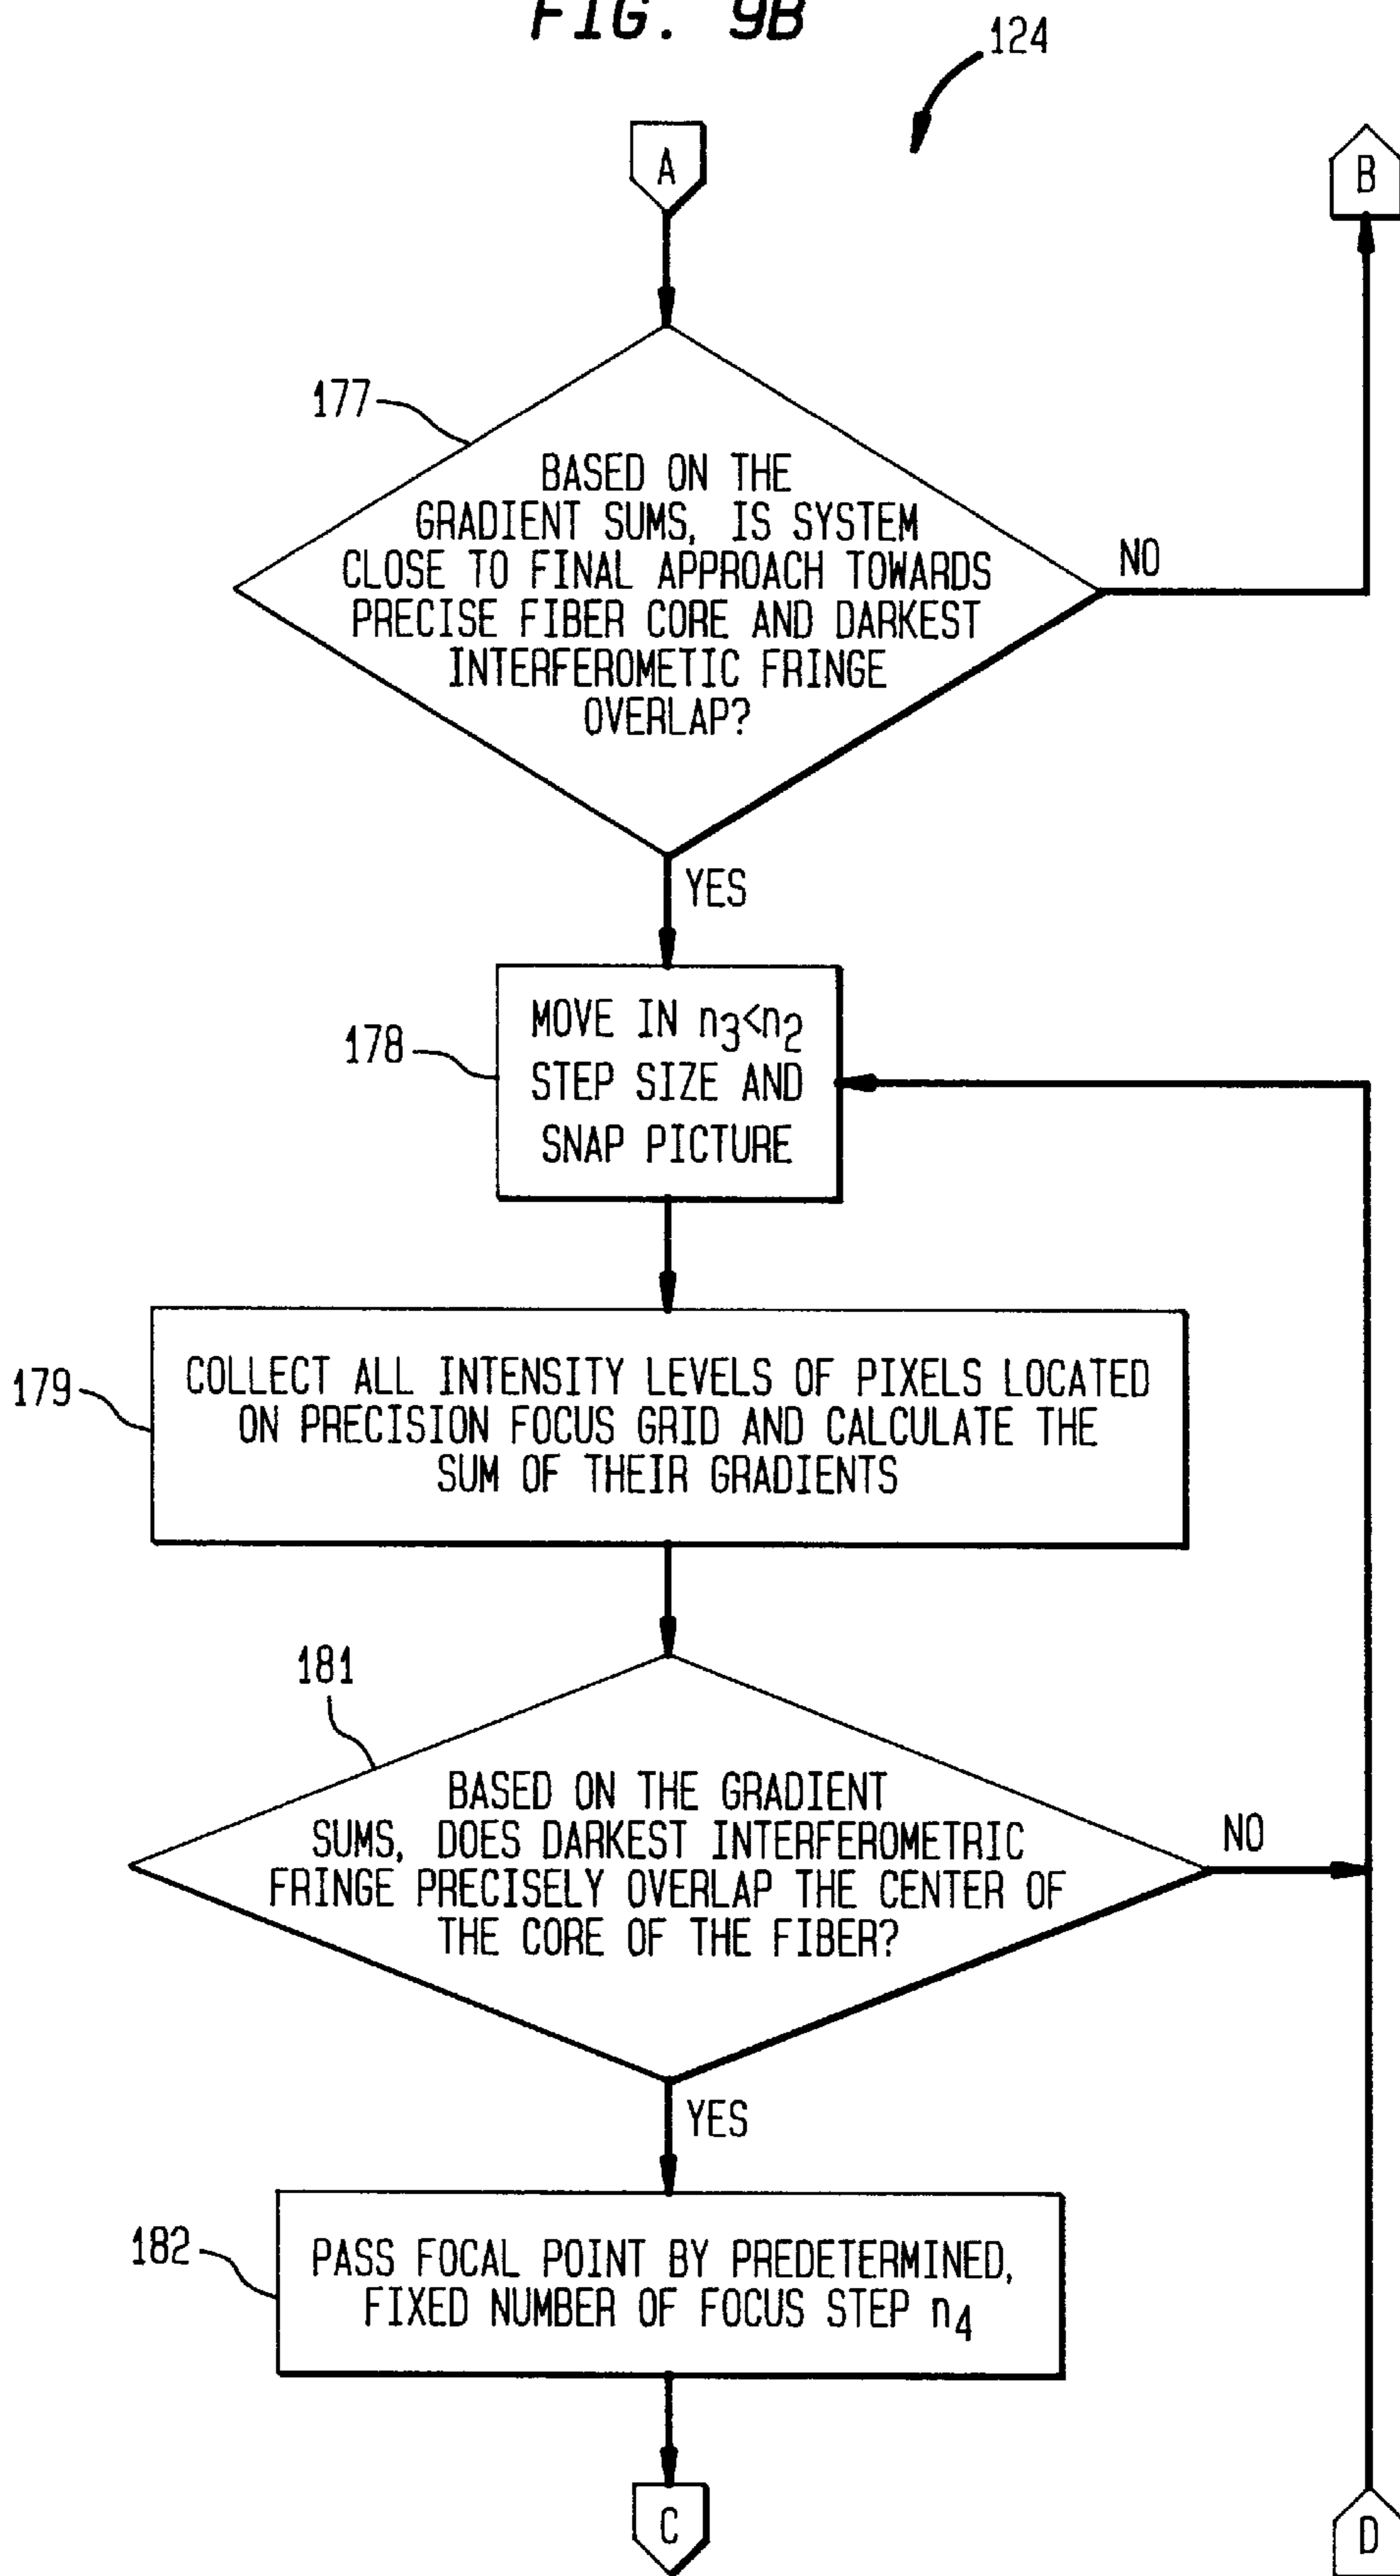 FIG. 9B
124
A
B
177
BASED ON THE
GRADIENT SUMS, IS SYSTEM
CLOSE TO FINAL APPROACH TOWARDS
PRECISE FIBER CORE AND DARKEST
INTERFEROMETIC FRINGE
OVERLAP?
NO
YES
178
MOVE IN n3<n2
STEP SIZE AND
SNAP PICTURE
179
COLLECT ALL INTENSITY LEVELS OF PIXELS LOCATED
ON PRECISION FOCUS GRID AND CALCULATE THE
SUM OF THEIR GRADIENTS
181
BASED ON THE GRADIENT
SUMS, DOES DARKEST INTERFEROMETRIC
FRINGE PRECISELY OVERLAP THE CENTER OF
THE CORE OF THE FIBER?
NO
YES
182
PASS FOCAL POINT BY PREDETERMINED,
FIXED NUMBER OF FOCUS STEP n4
C
D